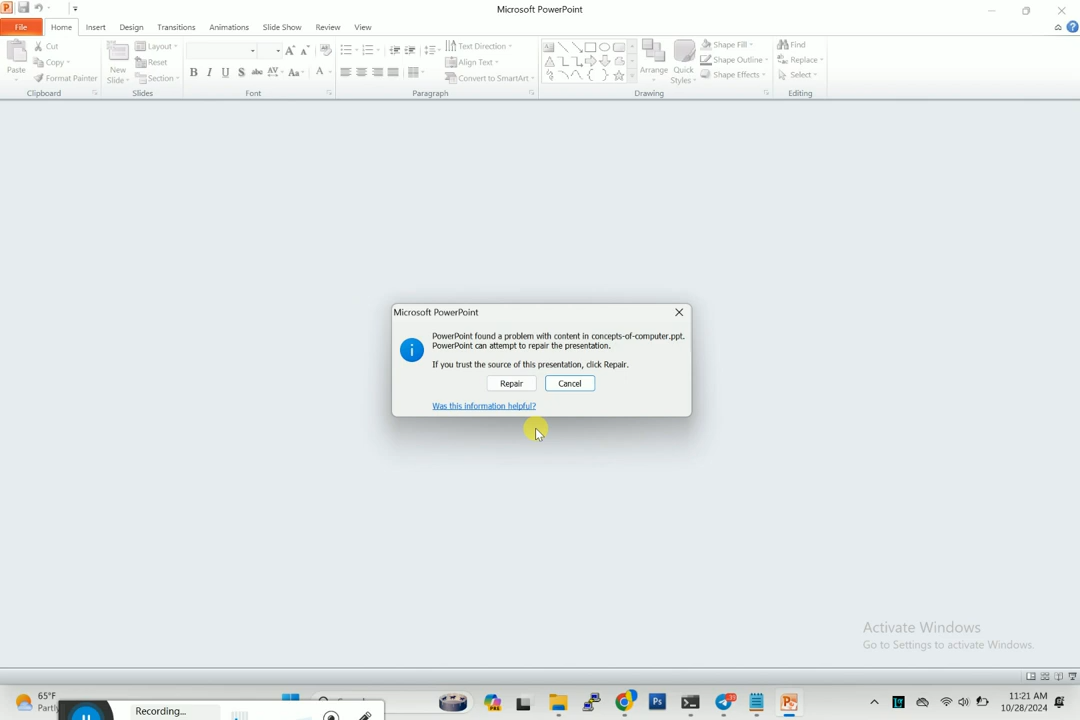 Microsoft PowerPoint
File Home Insert Design Transitions Animations Slide Show Review View
Paste
Cut
Copy
Format Painter
Clipboard
New
Slide
Layout
Reset
Section
Slides
B I U S abc AV Aa A
Font
Text Direction
Align Text
Convert to SmartArt
Paragraph
Arrange
Quick
Styles
Shape Fill
Shape Outline
Shape Effects
Drawing
Find
Replace
Select
Editing
Microsoft PowerPoint
PowerPoint found a problem with content in concepts-of-computer.ppt.
PowerPoint can attempt to repair the presentation.
If you trust the source of this presentation, click Repair.
Repair Cancel
Was this information helpful?
Activate Windows
Go to Settings to activate Windows.
65°F
Recording...
11:21 AM
10/28/2024